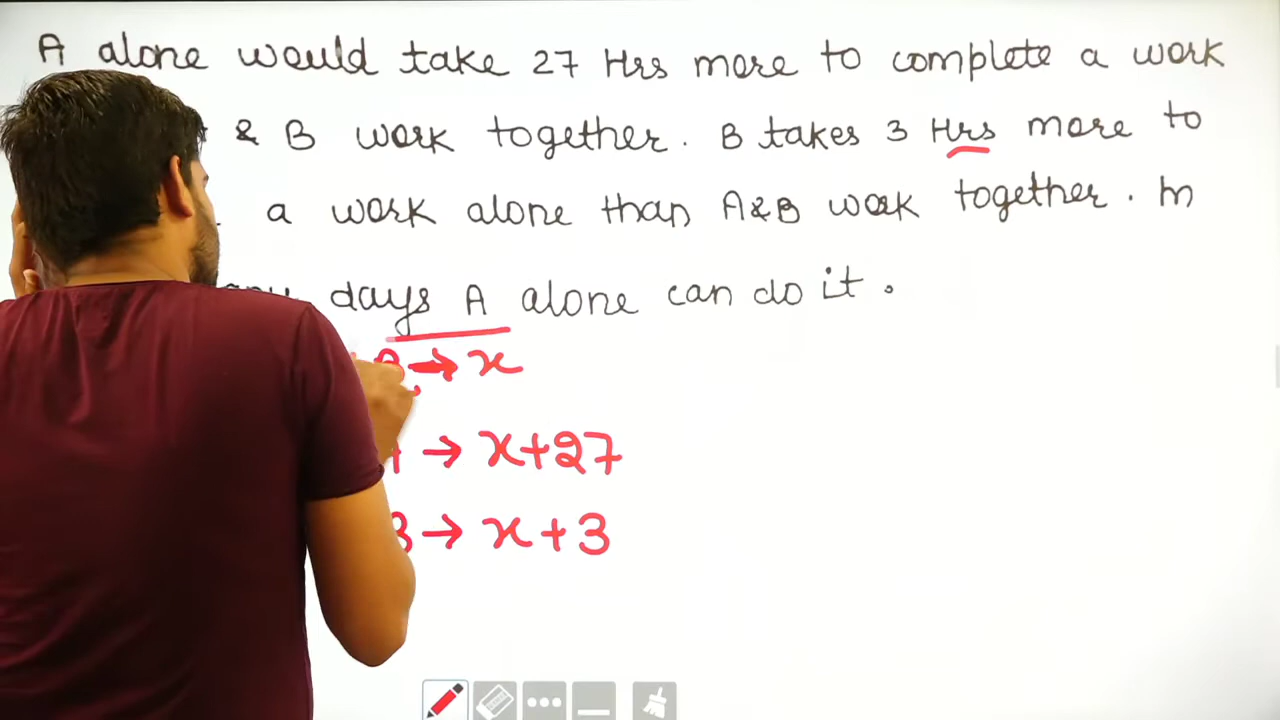 A alone would take 27 Hrs more to complete a work
& B work together. B takes 3 Hrs more to
a work alone than A&B work together. In
days A alone can do it.
→ x
→ x+27
B → x+3